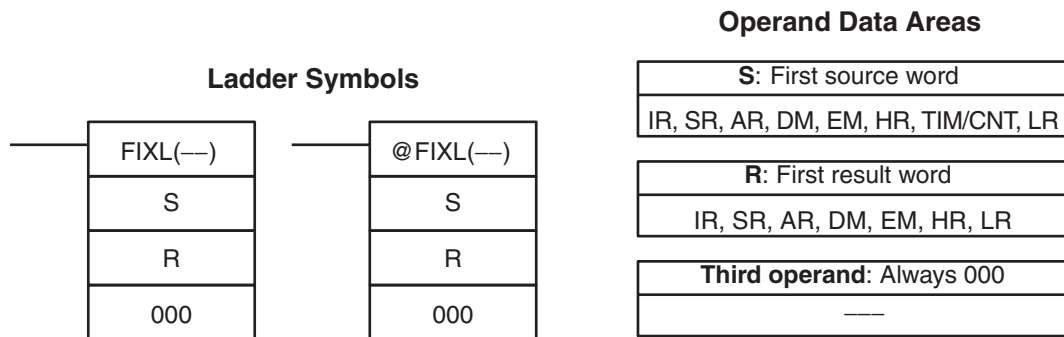 Ladder Symbols
FIXL(––)
S
R
000
@FIXL(––)
S
R
000
Operand Data Areas
S: First source word
IR, SR, AR, DM, EM, HR, TIM/CNT, LR
R: First result word
IR, SR, AR, DM, EM, HR, LR
Third operand: Always 000
–––